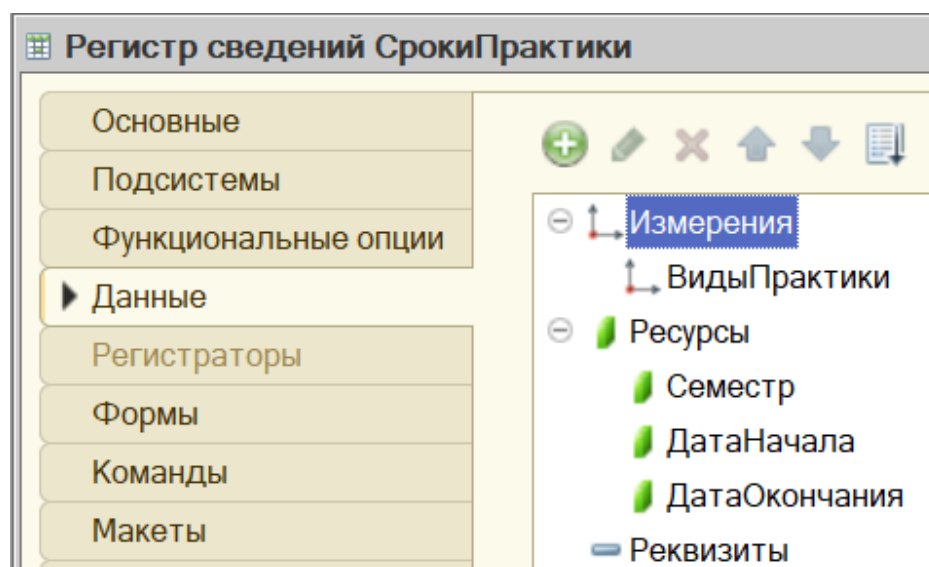 Регистр сведений СрокиПрактики
Основные
Подсистемы
Функциональные опции
Данные
Регистраторы
Формы
Команды
Макеты
Измерения
ВидыПрактики
Ресурсы
Семестр
ДатаНачала
ДатаОкончания
Реквизиты